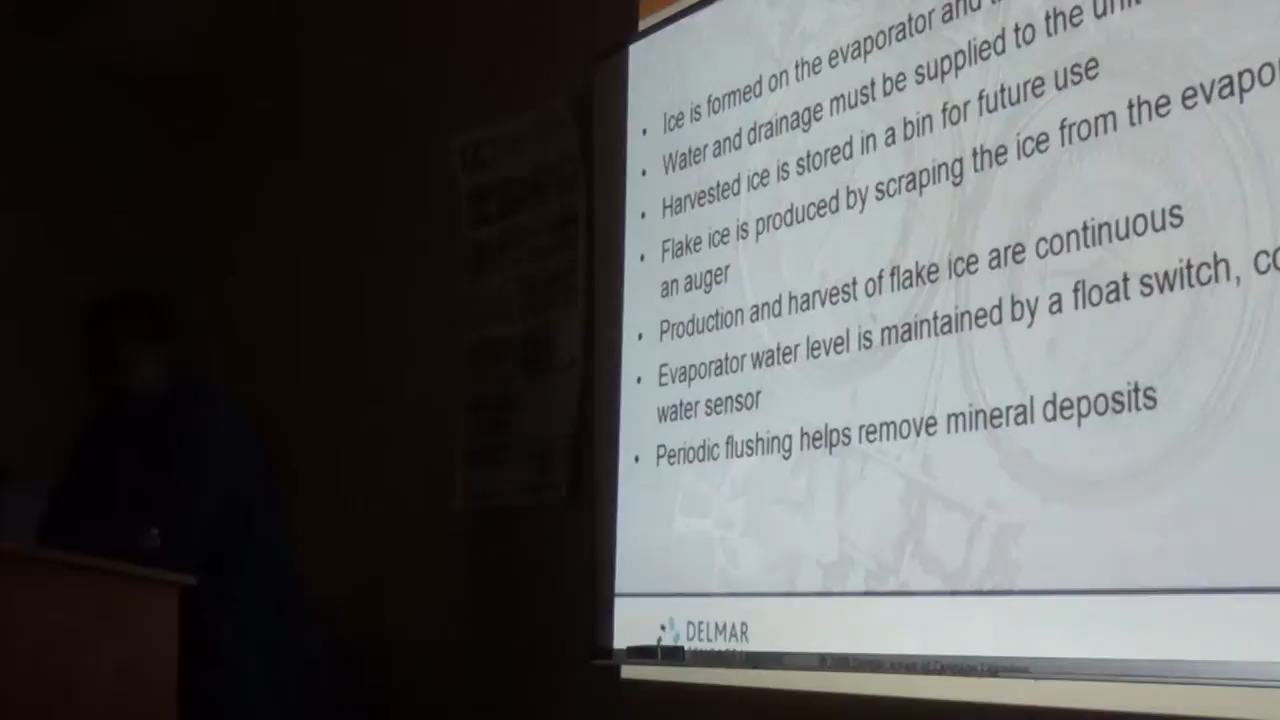 • Ice is formed on the evaporator and
• Water and drainage must be supplied to the
• Harvested ice is stored in a bin for future use
• Flake ice is produced by scraping the ice from the evapo
an auger
• Production and harvest of flake ice are continuous
• Evaporator water level is maintained by a float switch, co
water sensor
• Periodic flushing helps remove mineral deposits
DELMAR